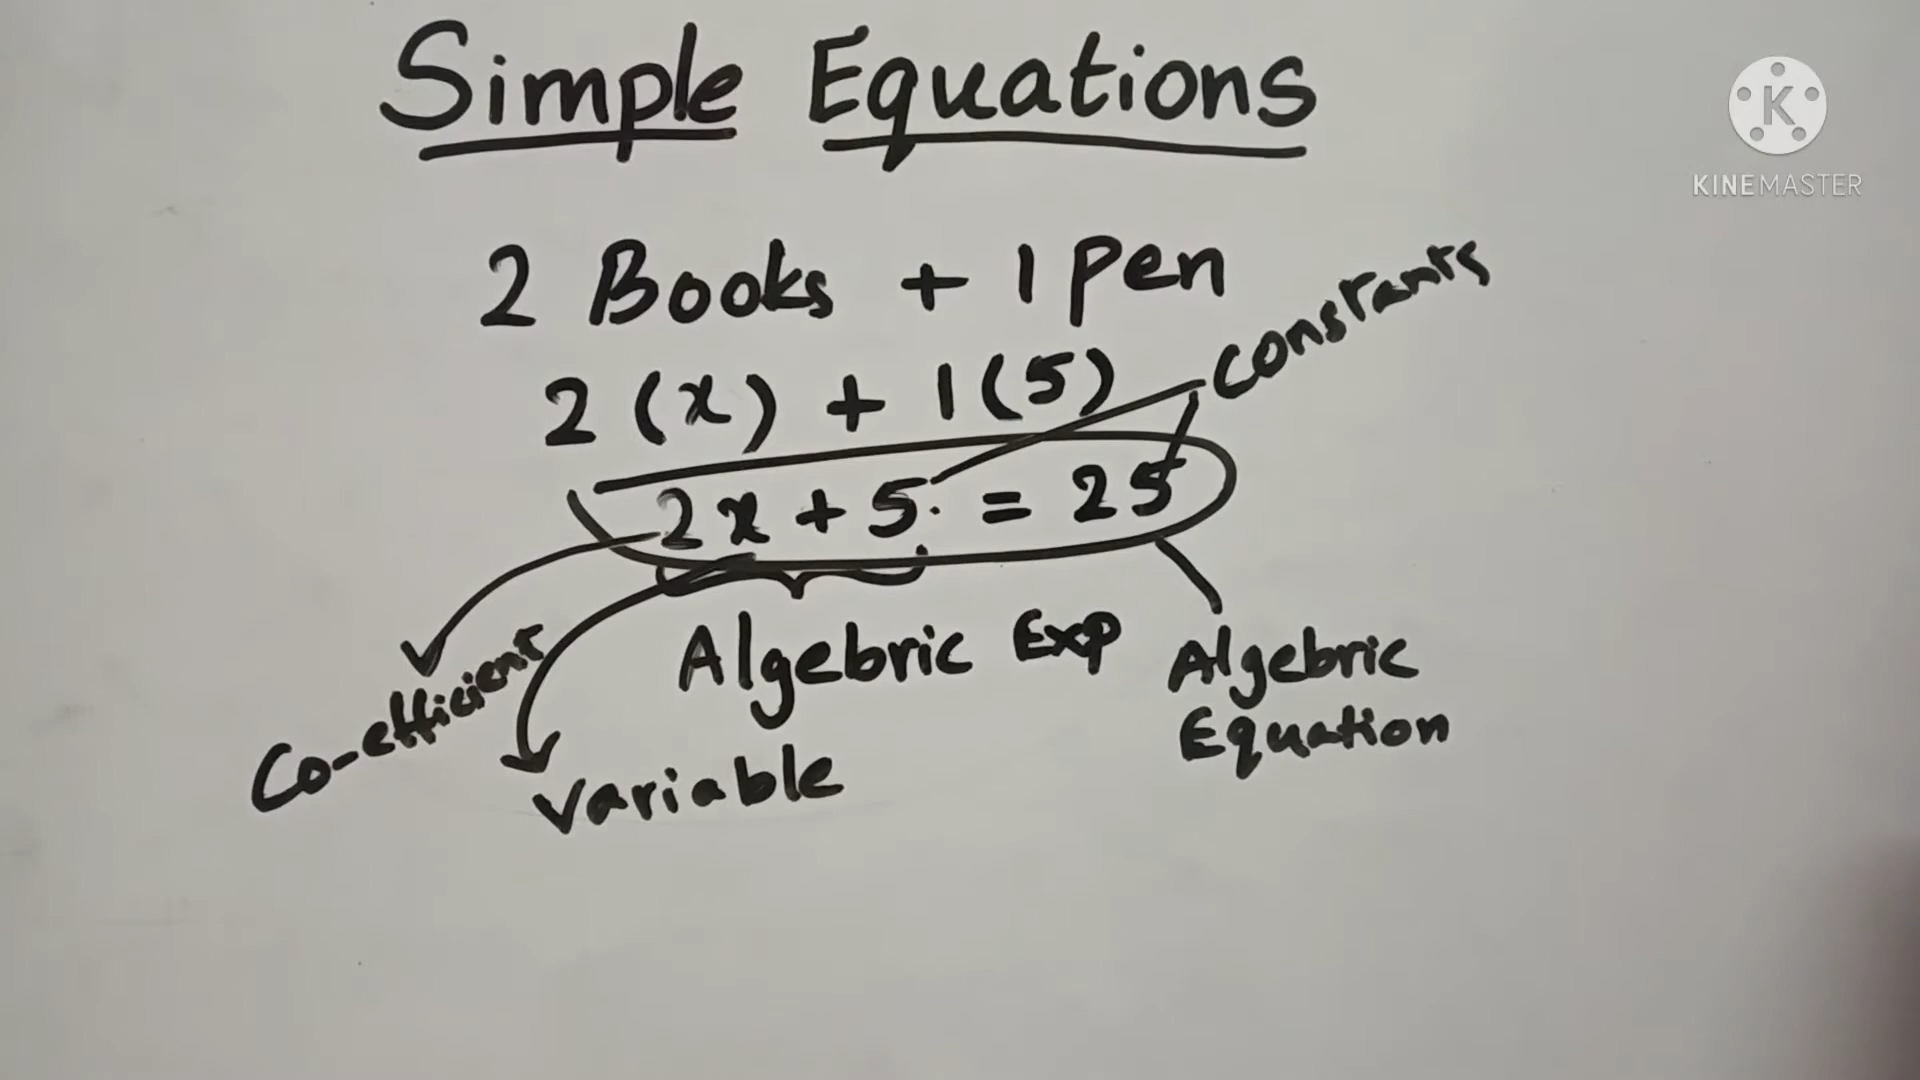 Simple Equations
KINEMASTER
2 Books + 1 Pen
constants
2 (x) + 1 (5)
2x + 5 = 25
Co-efficient
Algebric Exp
Algebric
Equation
variable